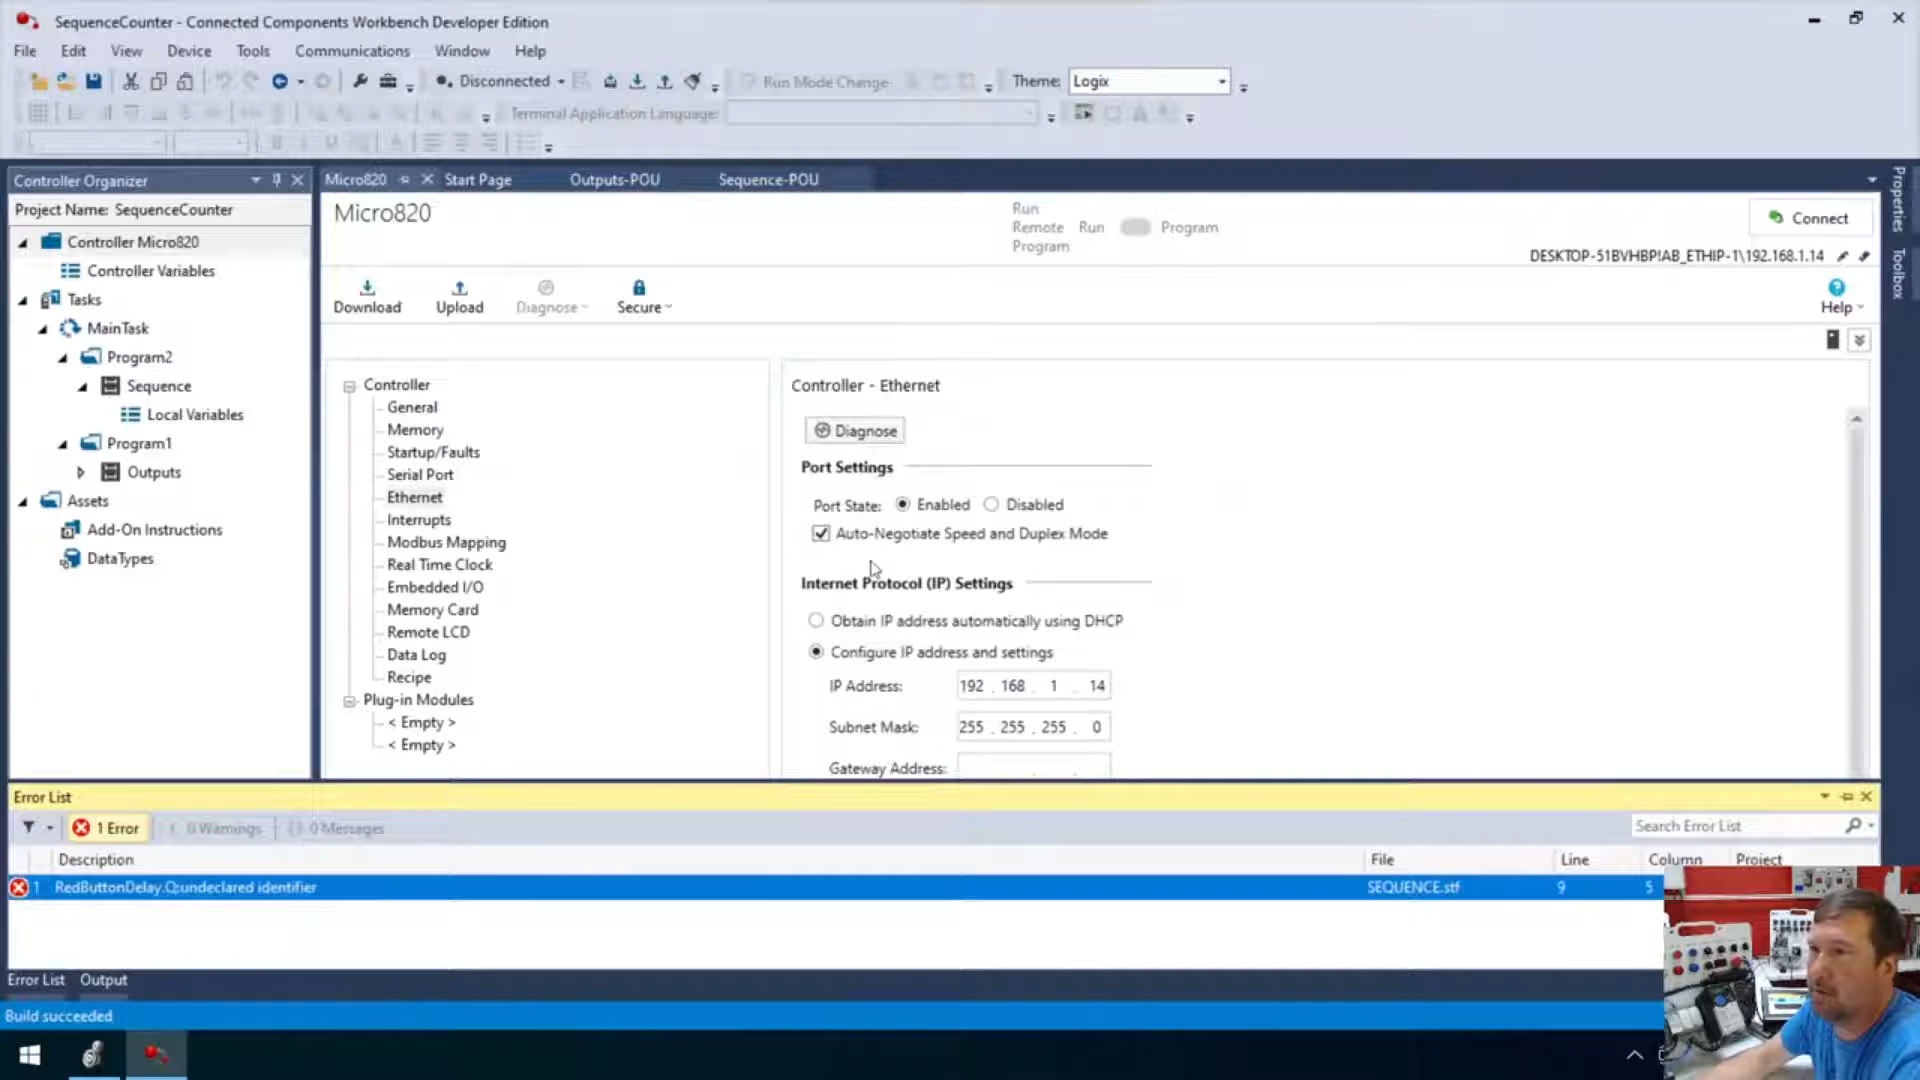 SequenceCounter - Connected Components Workbench Developer Edition
File Edit View Device Tools Communications Window Help
Disconnected Run Mode Change Theme: Logix
Terminal Application Language:
Controller Organizer
Micro820 Start Page Outputs-POU Sequence-POU
Properties
Toolbox
Project Name: SequenceCounter
Controller Micro820
Controller Variables
Tasks
MainTask
Program2
Sequence
Local Variables
Program1
Outputs
Assets
Add-On Instructions
DataTypes
Micro820
Run
Remote Run Program
Program
Connect
DESKTOP-51BVHBP!AB_ETHIP-1\192.168.1.14
Download Upload Diagnose Secure Help
Controller
General
Memory
Startup/Faults
Serial Port
Ethernet
Interrupts
Modbus Mapping
Real Time Clock
Embedded I/O
Memory Card
Remote LCD
Data Log
Recipe
Plug-in Modules
< Empty >
< Empty >
Controller - Ethernet
Diagnose
Port Settings
Port State: Enabled Disabled
Auto-Negotiate Speed and Duplex Mode
Internet Protocol (IP) Settings
Obtain IP address automatically using DHCP
Configure IP address and settings
IP Address: 192 . 168 . 1 . 14
Subnet Mask: 255 . 255 . 255 . 0
Gateway Address: . . .
Error List
1 Error 0 Warnings 0 Messages Search Error List
Description File Line Column Project
1 RedButtonDelay.Q:undeclared identifier SEQUENCE.stf 9 5
Error List Output
Build succeeded